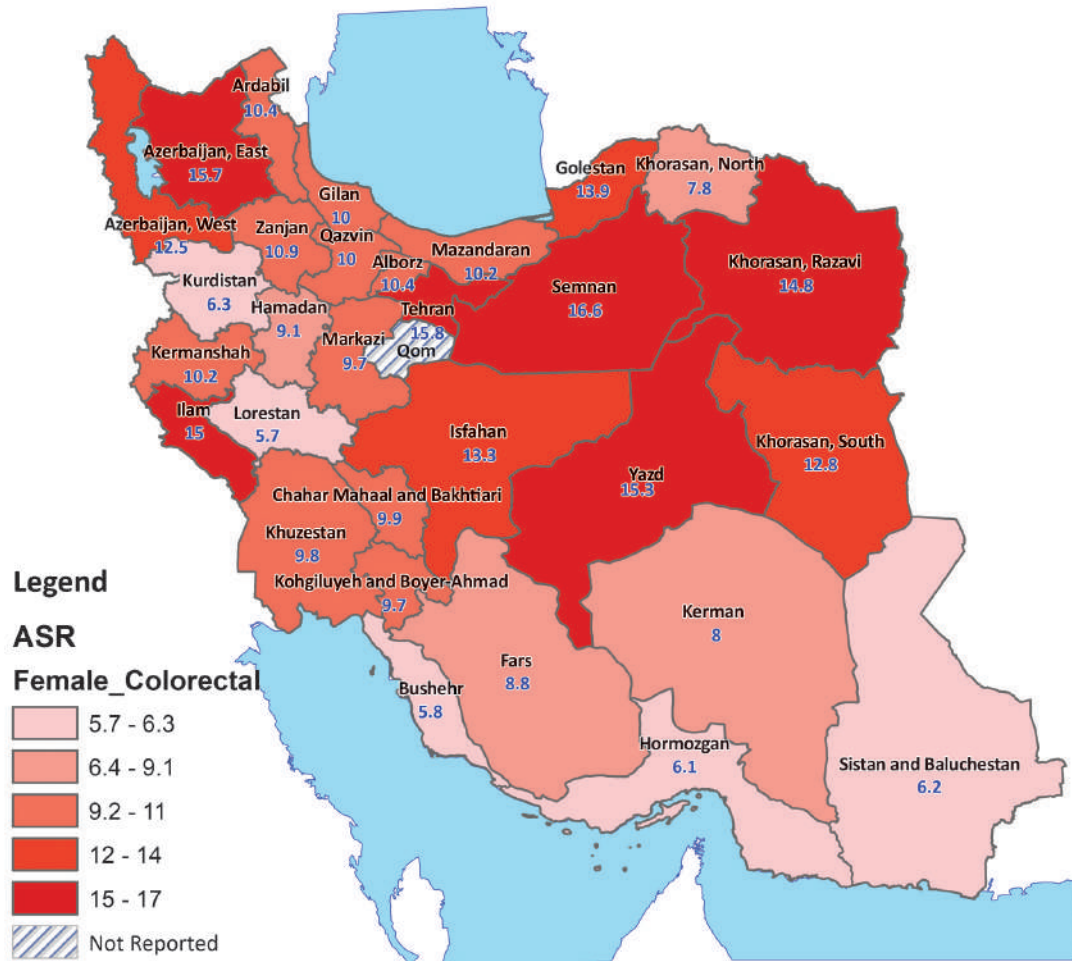 Ardabil
10.4
Azerbaijan, East
15.7
Golestan
13.9
Khorasan, North
7.8
Gilan
10
Azerbaijan, West
12.5
Zanjan
10.9
Qazvin
10
Mazandaran
10.2
Alborz
10.4
Khorasan, Razavi
14.8
Kurdistan
6.3
Semnan
16.6
Hamadan
9.1
Tehran
15.8
Markazi
9.7
Qom
Kermanshah
10.2
Ilam
15
Lorestan
5.7
Isfahan
13.3
Khorasan, South
12.8
Yazd
15.3
Chahar Mahaal and Bakhtiari
9.9
Khuzestan
9.8
Kohgiluyeh and Boyer-Ahmad
9.7
Kerman
8
Fars
8.8
Bushehr
5.8
Hormozgan
6.1
Sistan and Baluchestan
6.2
Legend
ASR
Female_Colorectal
5.7 - 6.3
6.4 - 9.1
9.2 - 11
12 - 14
15 - 17
Not Reported